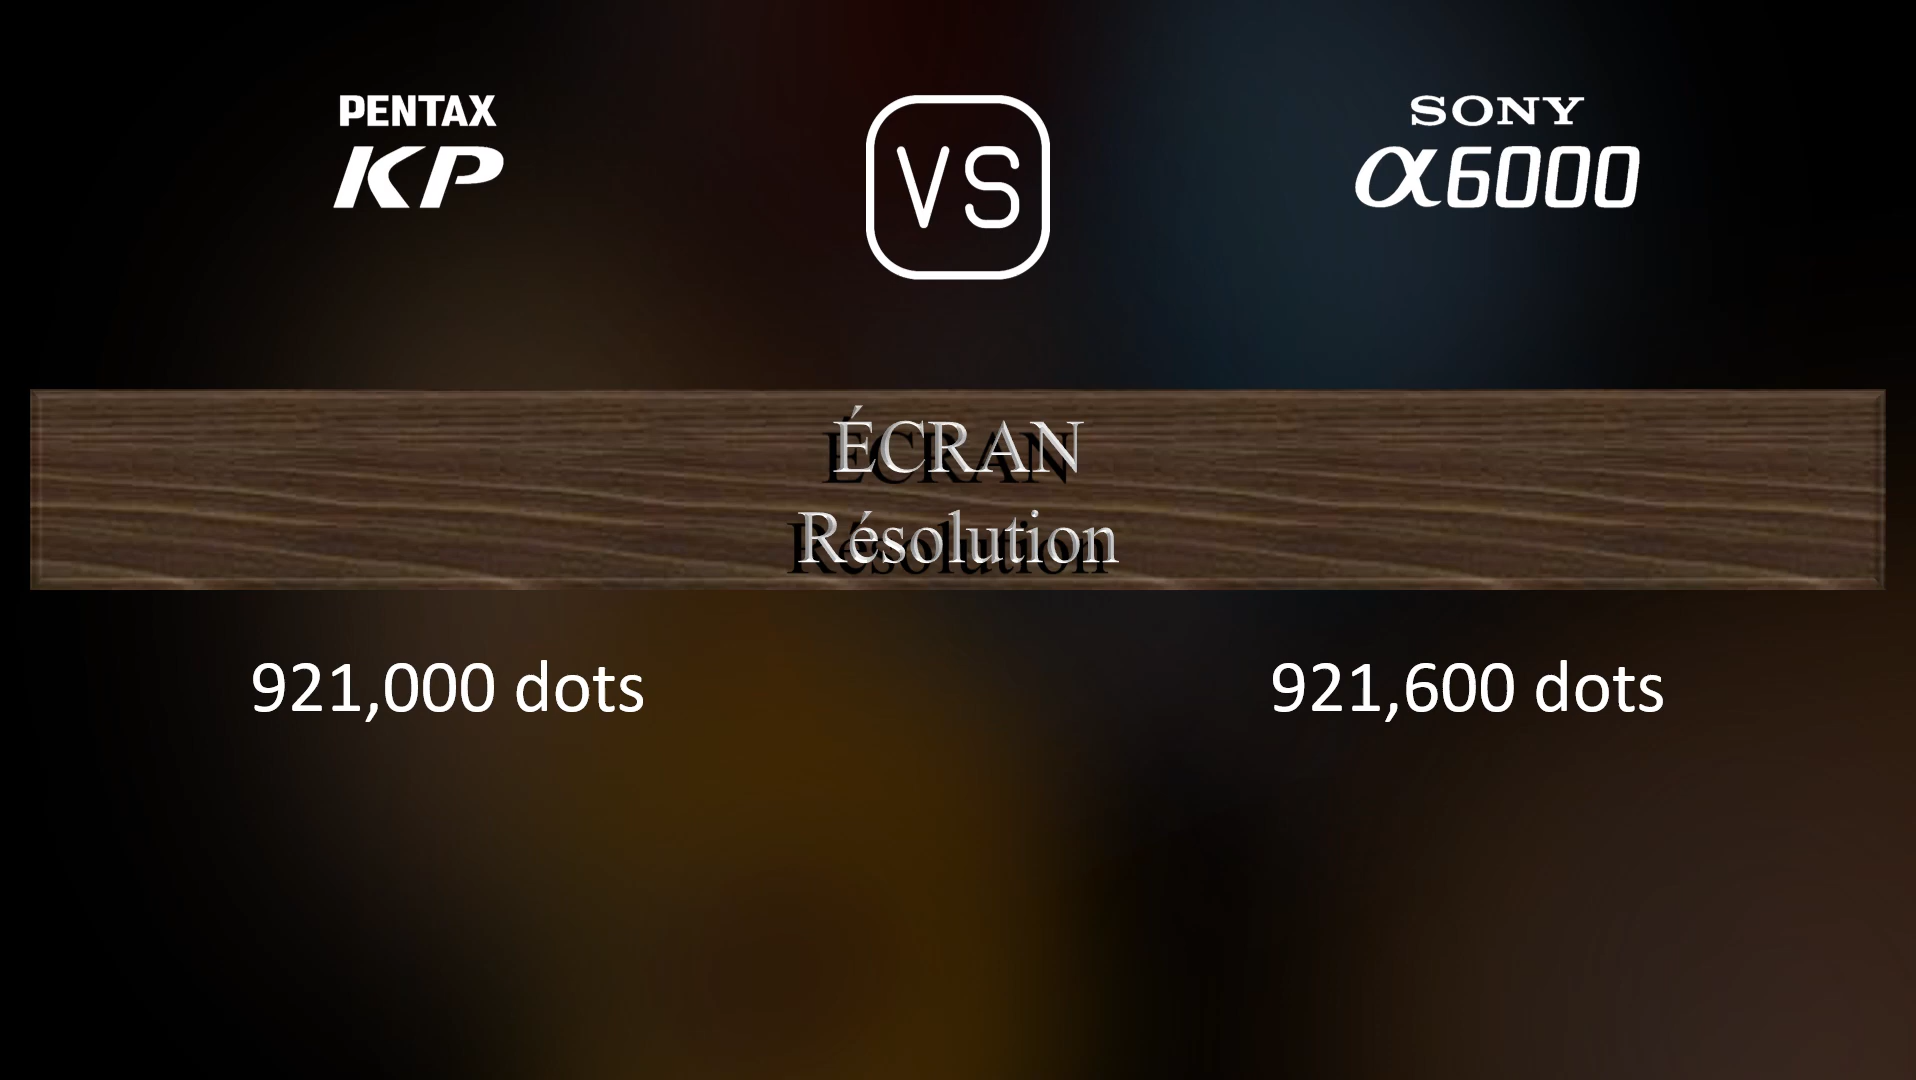 PENTAX
KP
VS
SONY
α6000
ÉCRAN
Résolution
921,000 dots
921,600 dots